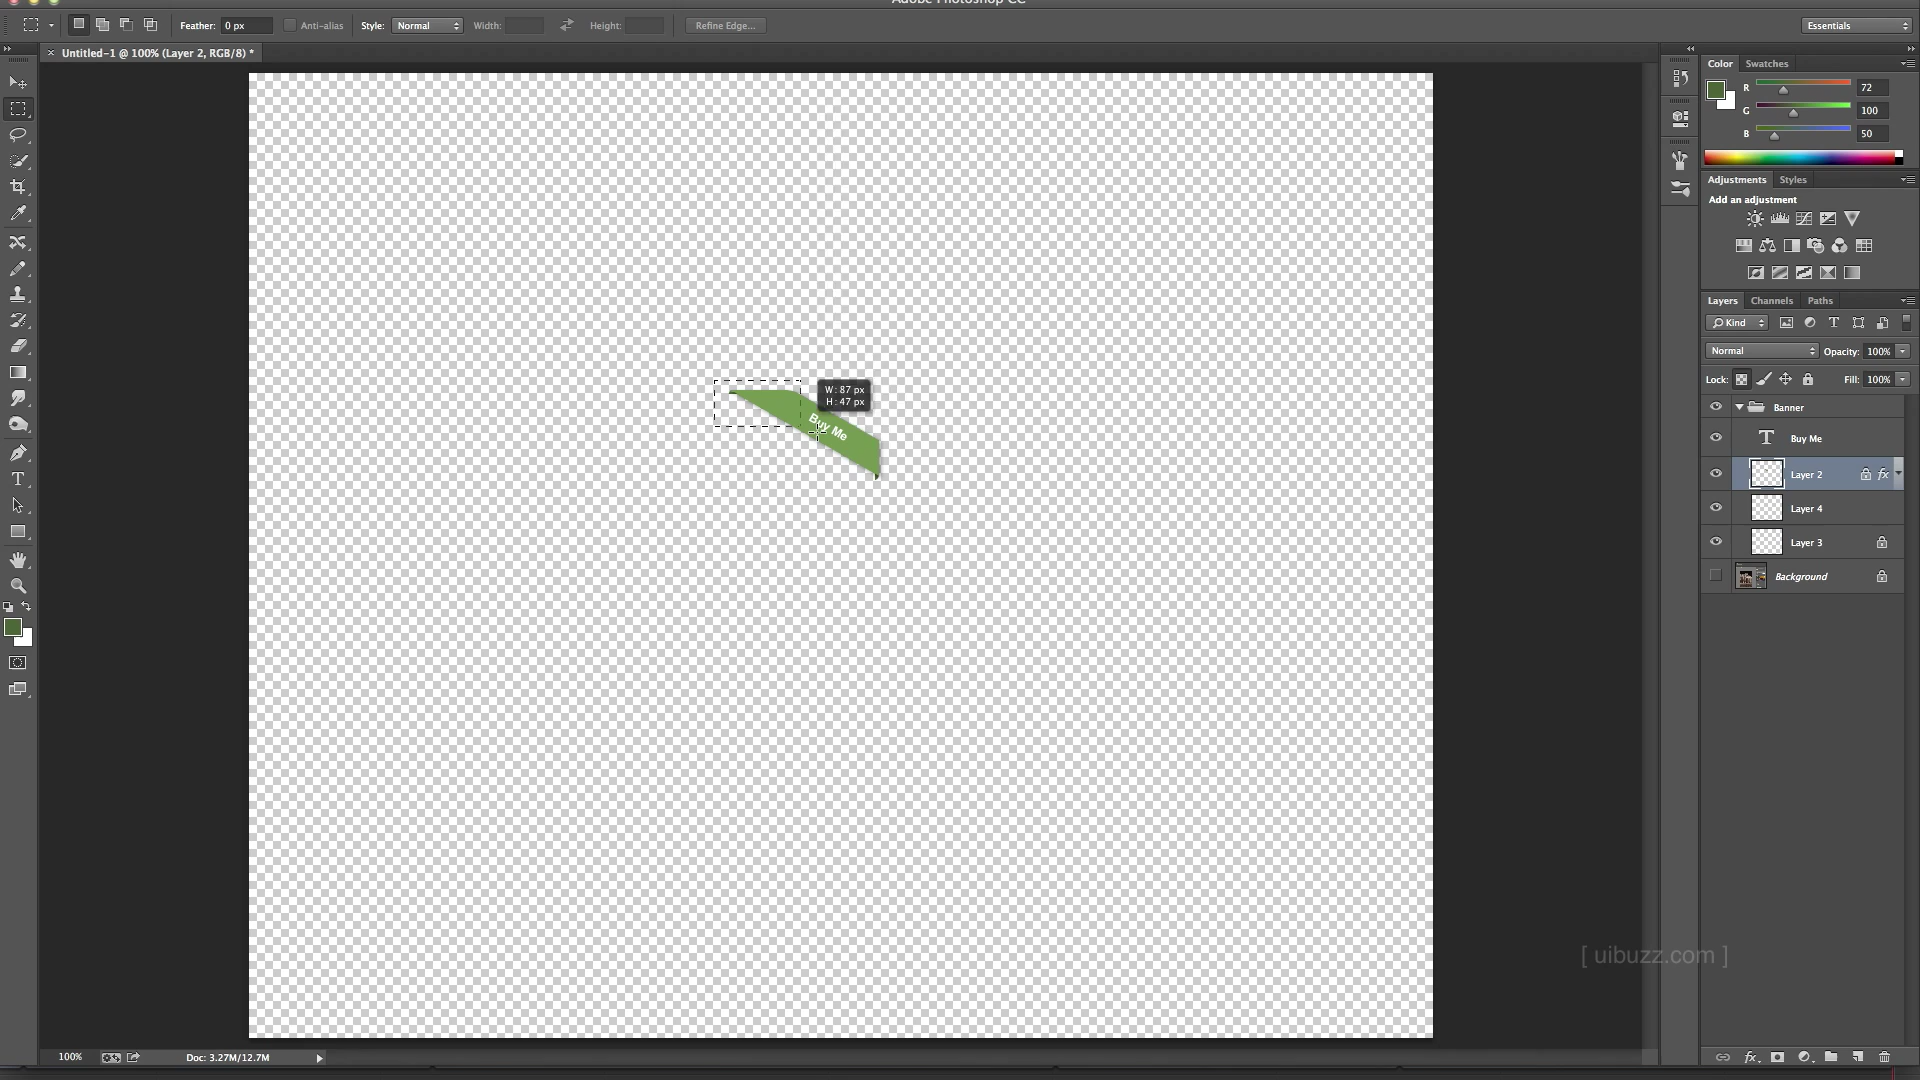 Adobe Photoshop CC
Feather: 0 px
Anti-alias
Style: Normal
Width:
Height:
Refine Edge...
Essentials
× Untitled-1 @ 100% (Layer 2, RGB/8) *
Color Swatches
R 72
G 100
B 50
Adjustments Styles
Add an adjustment
Layers Channels Paths
Kind
Normal Opacity: 100%
Lock: Fill: 100%
Banner
T Buy Me
Layer 2 fx
Layer 4
Layer 3
Background
W: 87 px
H: 47 px
Buy Me
[ uibuzz.com ]
100% Doc: 3.27M/12.7M
fx